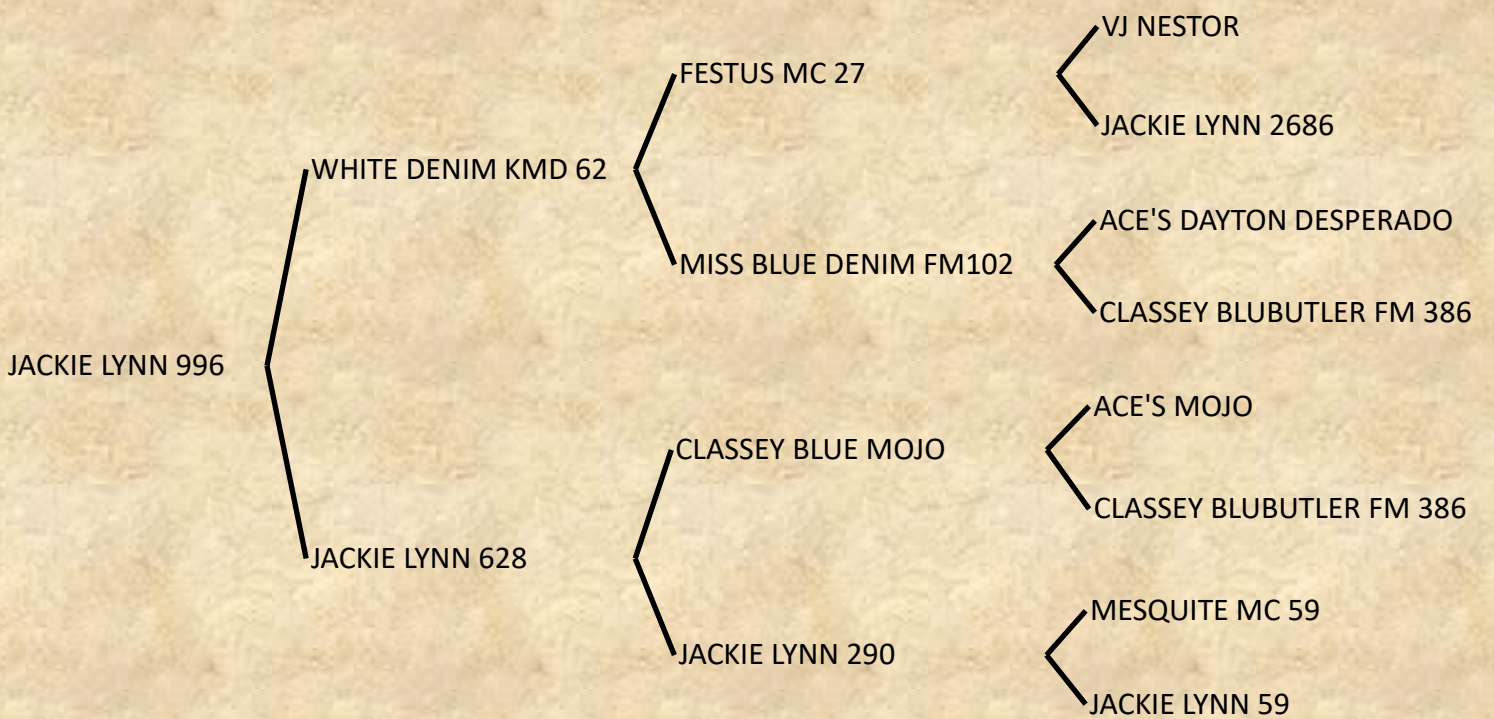 VJ NESTOR
FESTUS MC 27
JACKIE LYNN 2686
WHITE DENIM KMD 62
ACE'S DAYTON DESPERADO
MISS BLUE DENIM FM102
CLASSEY BLUBUTLER FM 386
JACKIE LYNN 996
ACE'S MOJO
CLASSEY BLUE MOJO
CLASSEY BLUBUTLER FM 386
JACKIE LYNN 628
MESQUITE MC 59
JACKIE LYNN 290
JACKIE LYNN 59